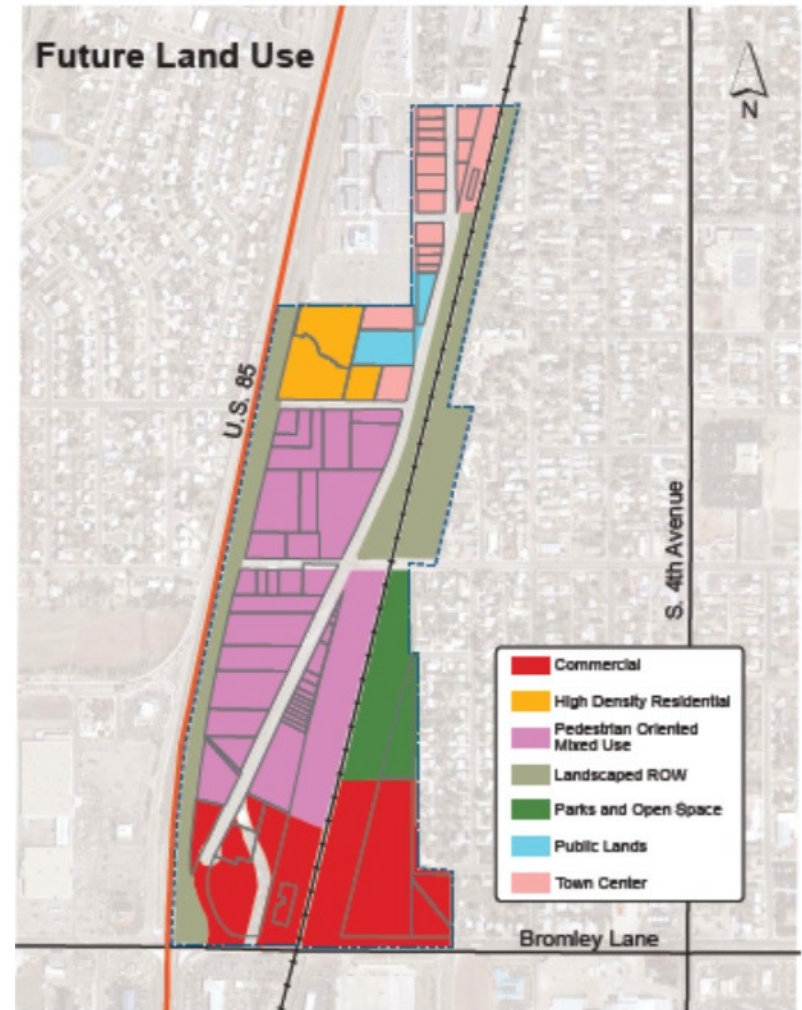 Future Land Use
N
U.S. 85
S. 4th Avenue
Commercial
High Density Residential
Pedestrian Oriented
Mixed Use
Landscaped ROW
Parks and Open Space
Public Lands
Town Center
Bromley Lane